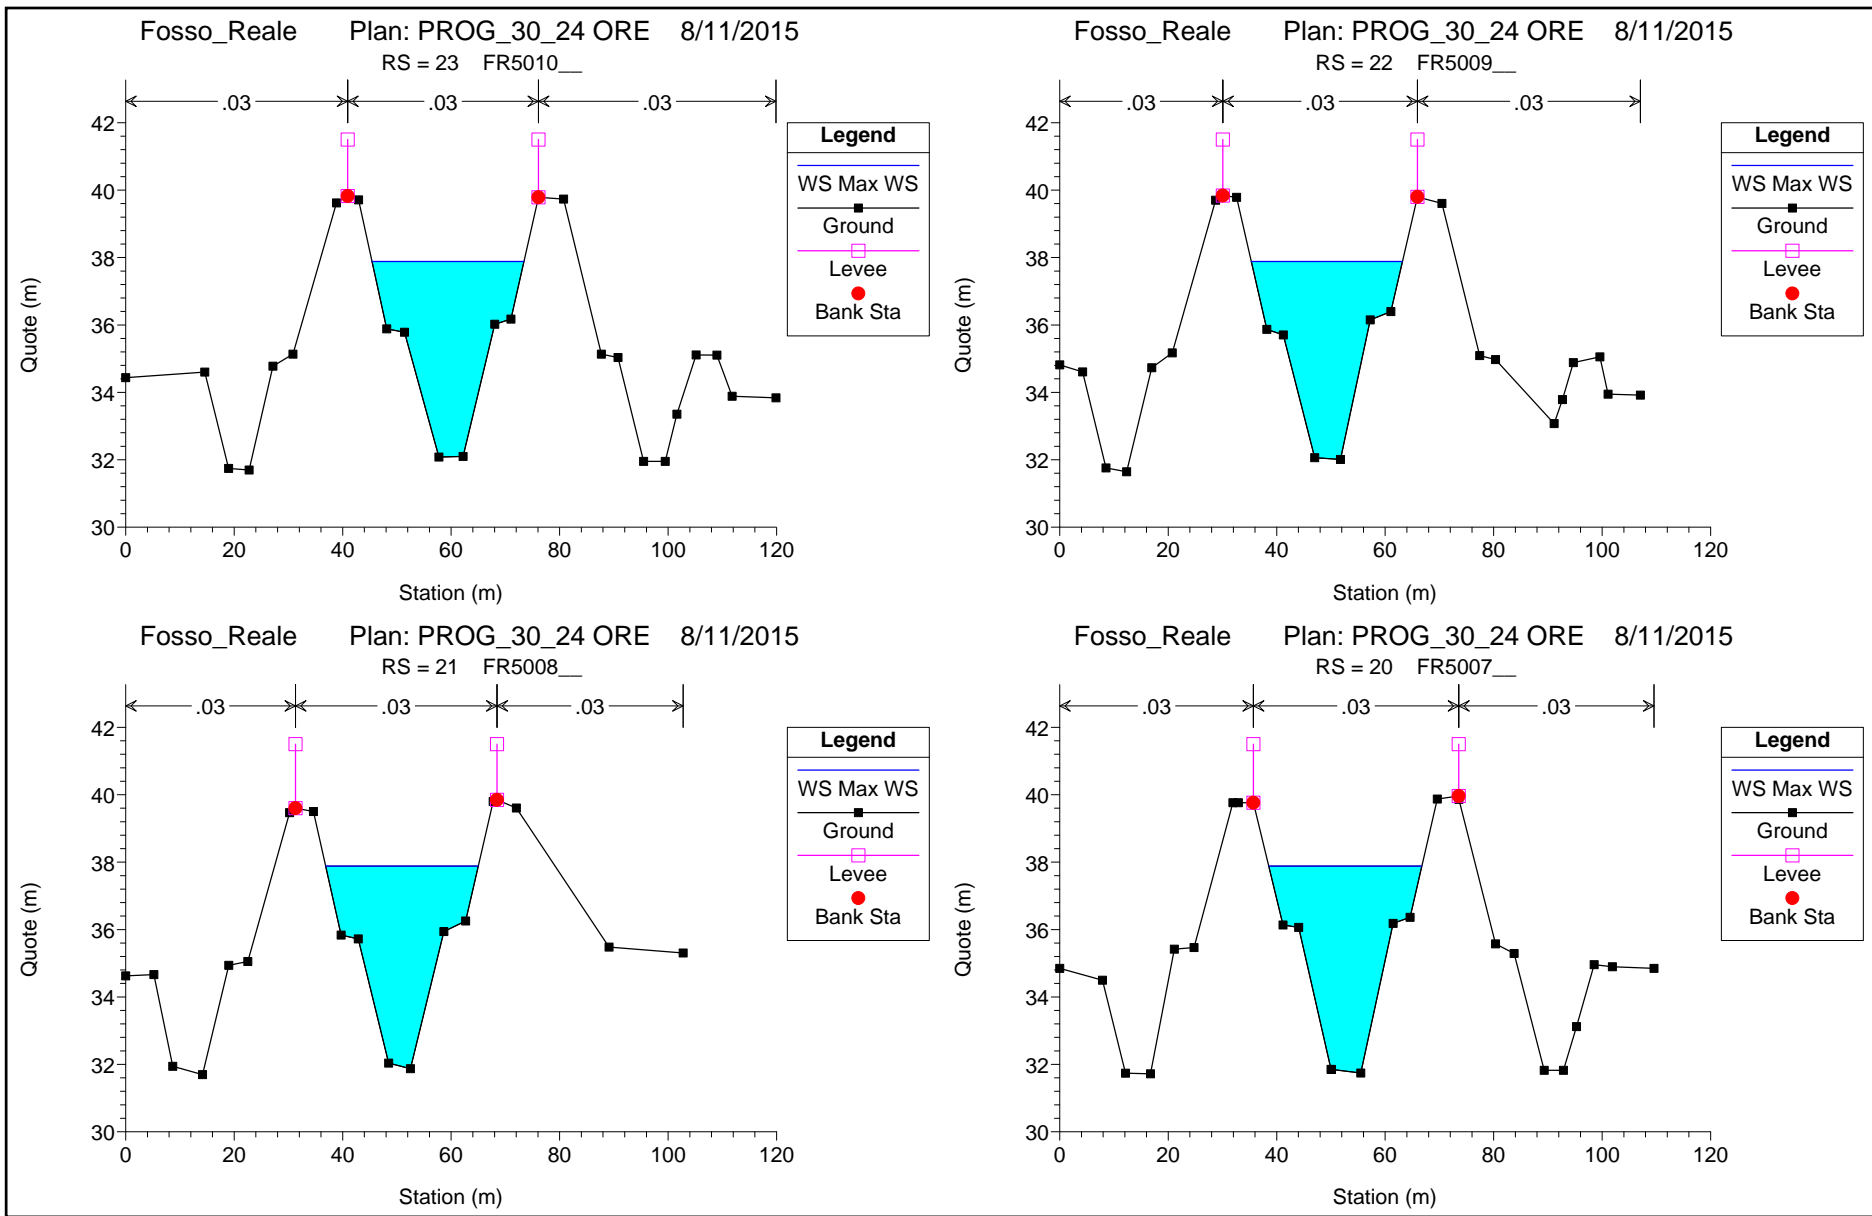 Fosso_Reale Plan: PROG_30_24 ORE 8/11/2015
RS = 23 FR5010__
.03 .03 .03
42
40
38
36
34
32
30
0 20 40 60 80 100 120
Station (m)
Quote (m)
Legend
WS Max WS
Ground
Levee
Bank Sta
Fosso_Reale Plan: PROG_30_24 ORE 8/11/2015
RS = 22 FR5009__
.03 .03 .03
42
40
38
36
34
32
30
0 20 40 60 80 100 120
Station (m)
Quote (m)
Legend
WS Max WS
Ground
Levee
Bank Sta
Fosso_Reale Plan: PROG_30_24 ORE 8/11/2015
RS = 21 FR5008__
.03 .03 .03
42
40
38
36
34
32
30
0 20 40 60 80 100 120
Station (m)
Quote (m)
Legend
WS Max WS
Ground
Levee
Bank Sta
Fosso_Reale Plan: PROG_30_24 ORE 8/11/2015
RS = 20 FR5007__
.03 .03 .03
42
40
38
36
34
32
30
0 20 40 60 80 100 120
Station (m)
Quote (m)
Legend
WS Max WS
Ground
Levee
Bank Sta